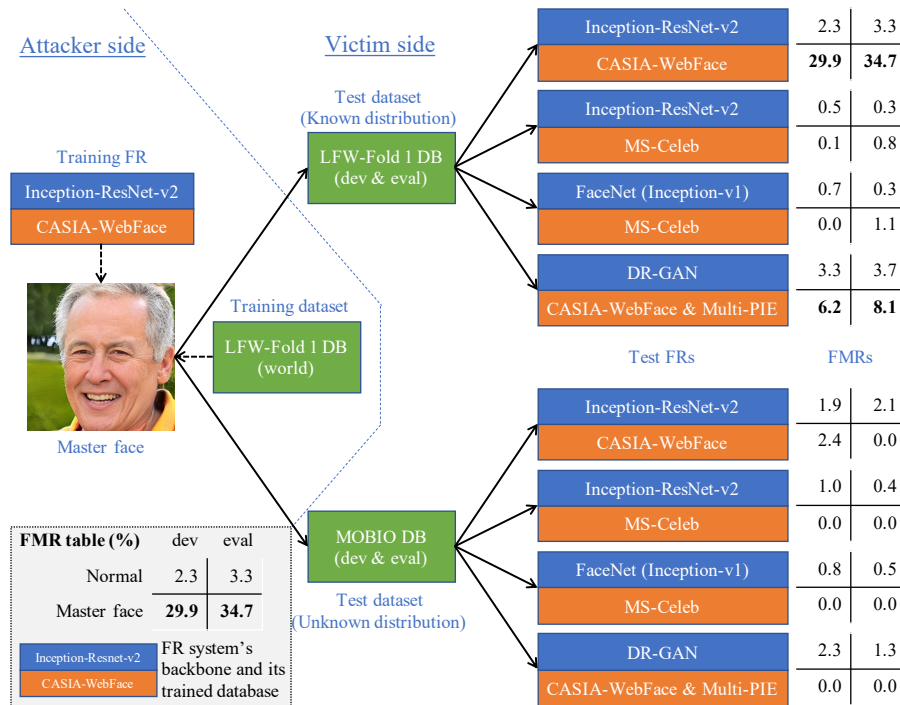 Attacker side
Victim side
Training FR
Inception-ResNet-v2
CASIA-WebFace
Master face
Training dataset
LFW-Fold 1 DB
(world)
Test dataset
(Known distribution)
LFW-Fold 1 DB
(dev & eval)
Inception-ResNet-v2
CASIA-WebFace
2.3 3.3
29.9 34.7
Inception-ResNet-v2
MS-Celeb
0.5 0.3
0.1 0.8
FaceNet (Inception-v1)
MS-Celeb
0.7 0.3
0.0 1.1
DR-GAN
CASIA-WebFace & Multi-PIE
3.3 3.7
6.2 8.1
Test FRs
FMRs
MOBIO DB
(dev & eval)
Test dataset
(Unknown distribution)
Inception-ResNet-v2
CASIA-WebFace
1.9 2.1
2.4 0.0
Inception-ResNet-v2
MS-Celeb
1.0 0.4
0.0 0.0
FaceNet (Inception-v1)
MS-Celeb
0.8 0.5
0.0 0.0
DR-GAN
CASIA-WebFace & Multi-PIE
2.3 1.3
0.0 0.0
FMR table (%) dev eval
Normal 2.3 3.3
Master face 29.9 34.7
Inception-Resnet-v2
CASIA-WebFace
FR system's
backbone and its
trained database